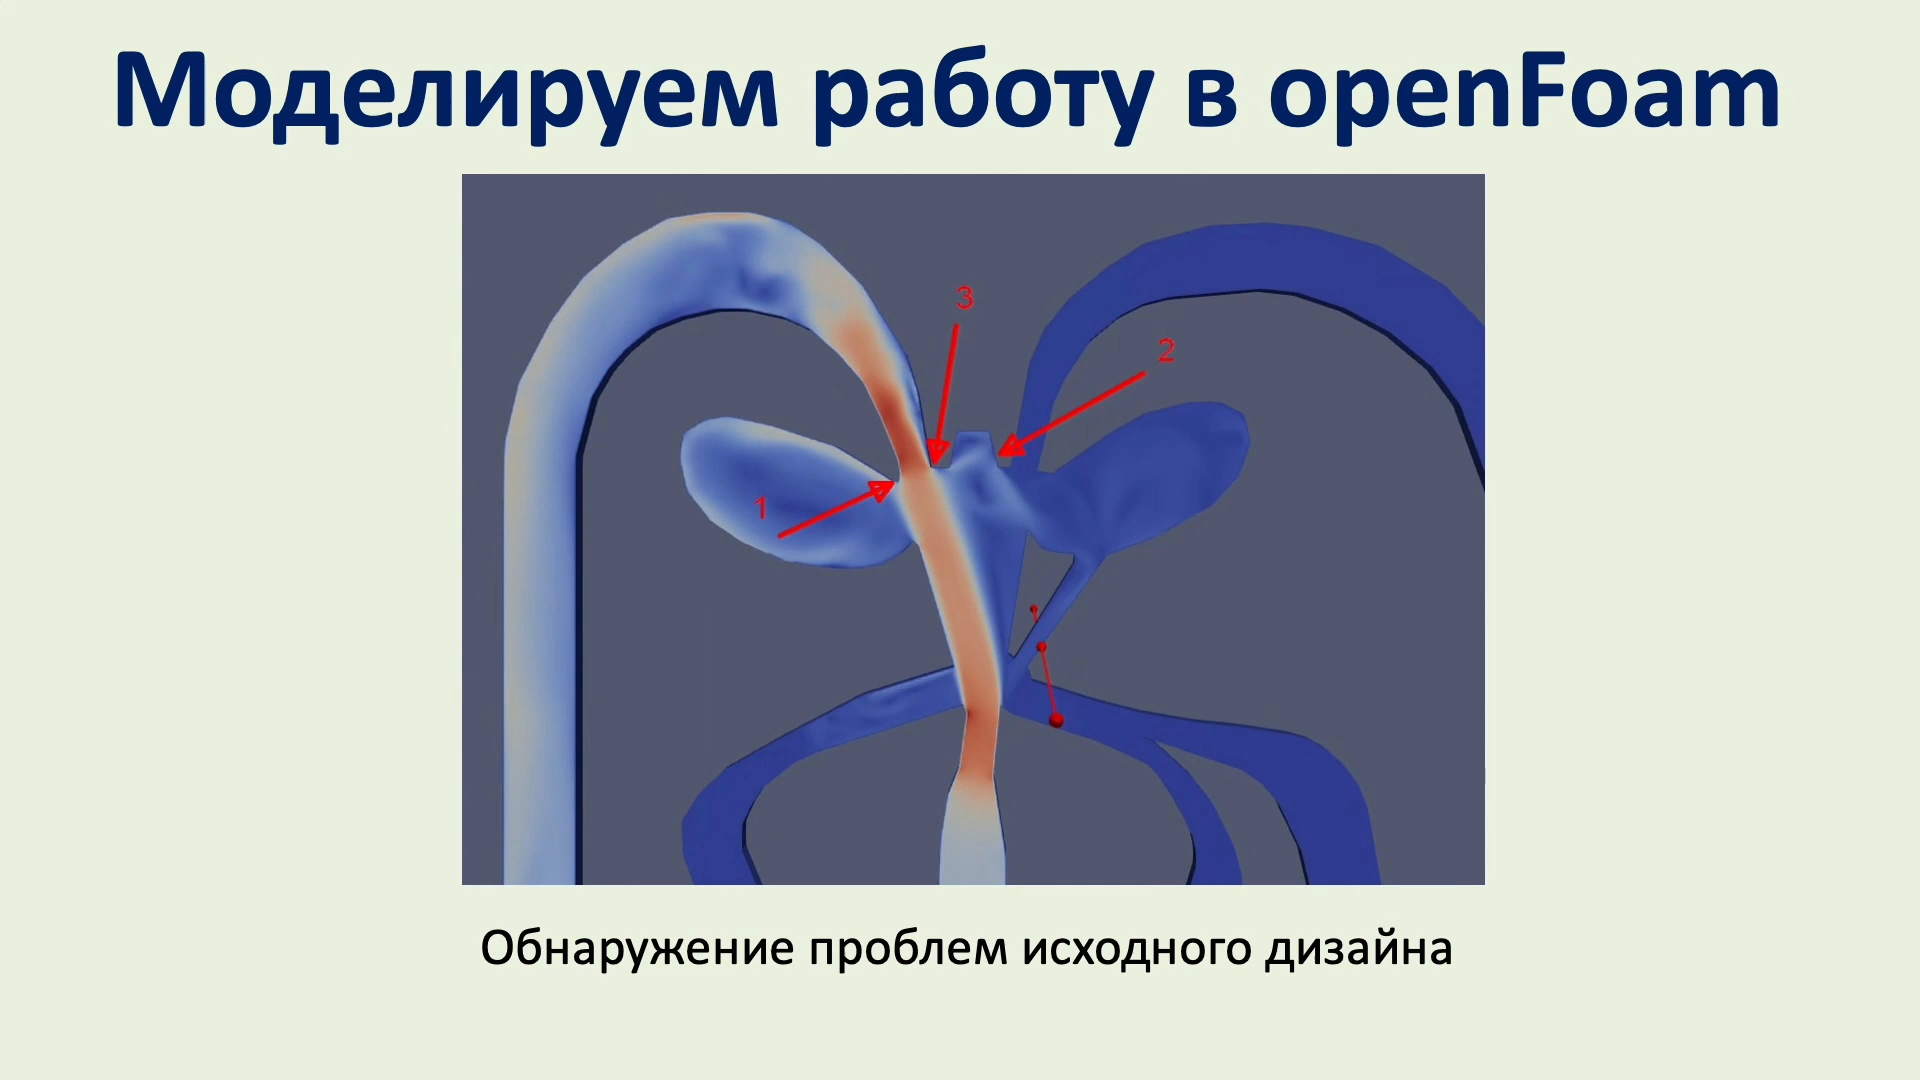 Моделируем работу в openFoam
3
2
1
Обнаружение проблем исходного дизайна